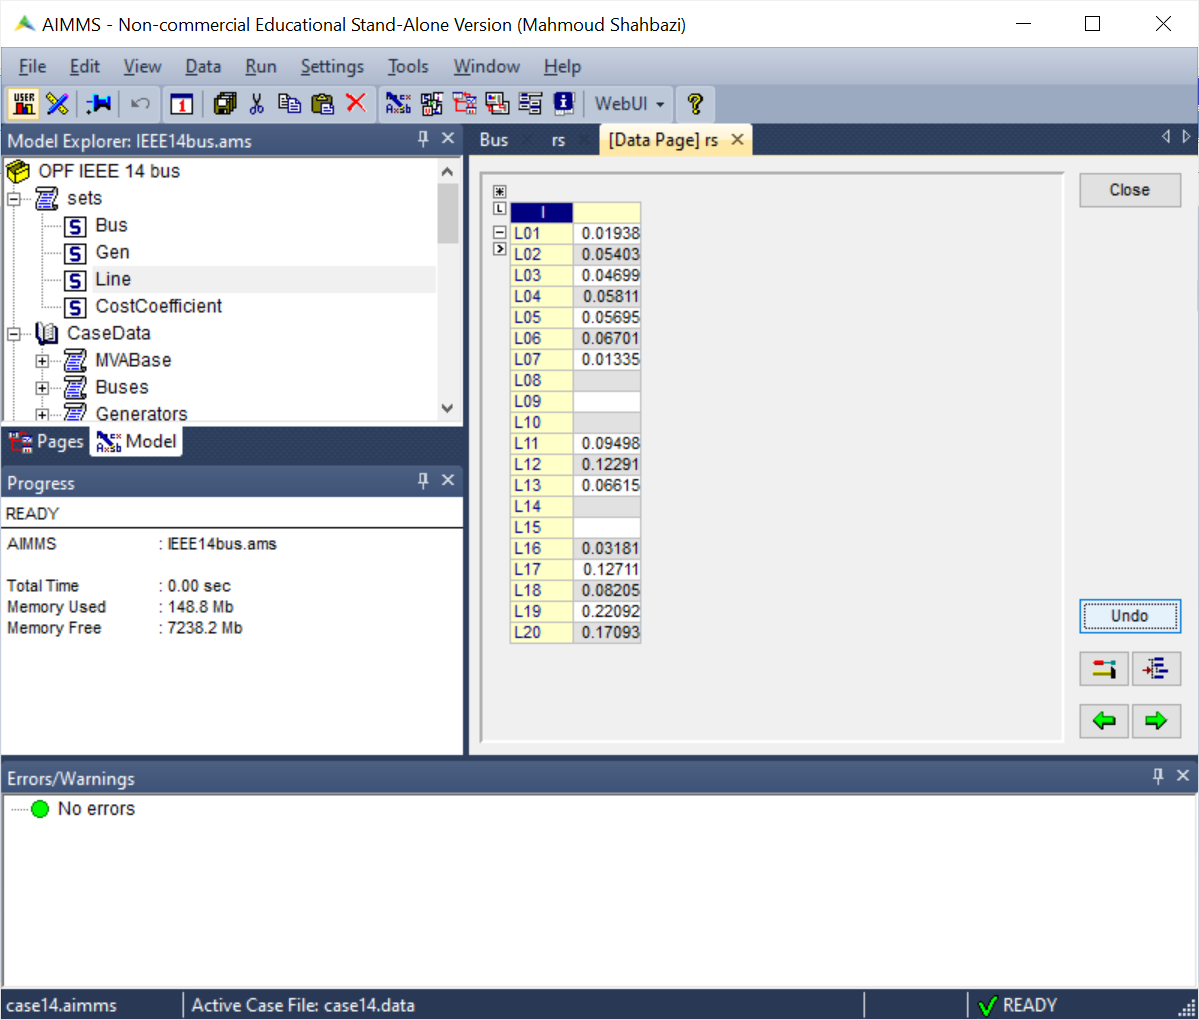 AIMMS - Non-commercial Educational Stand-Alone Version (Mahmoud Shahbazi)
File Edit View Data Run Settings Tools Window Help
USER 1 WebUI ?
Model Explorer: IEEE14bus.ams
OPF IEEE 14 bus
sets
S Bus
S Gen
S Line
S CostCoefficient
CaseData
MVABase
Buses
Generators
Pages Model
Progress
READY
AIMMS : IEEE14bus.ams
Total Time : 0.00 sec
Memory Used : 148.8 Mb
Memory Free : 7238.2 Mb
Bus rs [Data Page] rs
l
L01 0.01938
L02 0.05403
L03 0.04699
L04 0.05811
L05 0.05695
L06 0.06701
L07 0.01335
L08
L09
L10
L11 0.09498
L12 0.12291
L13 0.06615
L14
L15
L16 0.03181
L17 0.12711
L18 0.08205
L19 0.22092
L20 0.17093
Close
Undo
Errors/Warnings
No errors
case14.aimms Active Case File: case14.data READY